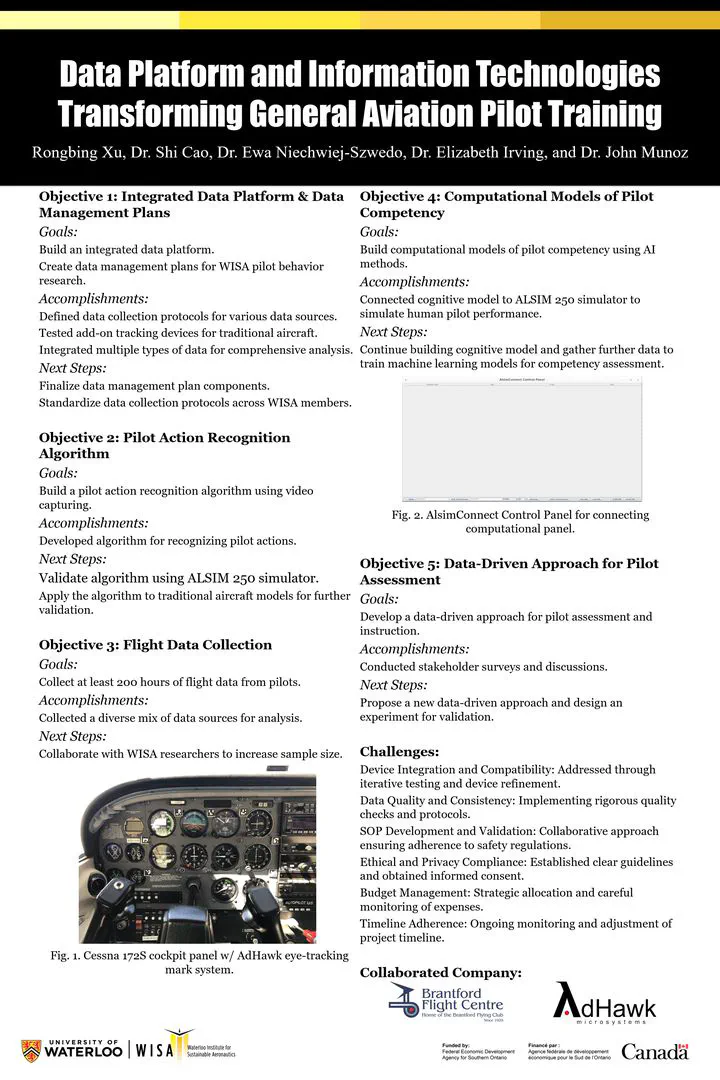 Data Platform and Information Technologies
Transforming General Aviation Pilot Training
Rongbing Xu, Dr. Shi Cao, Dr. Ewa Niechwiej-Szwedo, Dr. Elizabeth Irving, and Dr. John Munoz
Objective 1: Integrated Data Platform & Data
Management Plans
Goals:
Build an integrated data platform.
Create data management plans for WISA pilot behavior
research.
Accomplishments:
Defined data collection protocols for various data sources.
Tested add-on tracking devices for traditional aircraft.
Integrated multiple types of data for comprehensive analysis.
Next Steps:
Finalize data management plan components.
Standardize data collection protocols across WISA members.
Objective 2: Pilot Action Recognition
Algorithm
Goals:
Build a pilot action recognition algorithm using video
capturing.
Accomplishments:
Developed algorithm for recognizing pilot actions.
Next Steps:
Validate algorithm using ALSIM 250 simulator.
Apply the algorithm to traditional aircraft models for further
validation.
Objective 3: Flight Data Collection
Goals:
Collect at least 200 hours of flight data from pilots.
Accomplishments:
Collected a diverse mix of data sources for analysis.
Next Steps:
Collaborate with WISA researchers to increase sample size.
Fig. 1. Cessna 172S cockpit panel w/ AdHawk eye-tracking
mark system.
Objective 4: Computational Models of Pilot
Competency
Goals:
Build computational models of pilot competency using AI
methods.
Accomplishments:
Connected cognitive model to ALSIM 250 simulator to
simulate human pilot performance.
Next Steps:
Continue building cognitive model and gather further data to
train machine learning models for competency assessment.
AlsimConnect Control Panel
Fig. 2. AlsimConnect Control Panel for connecting
computational panel.
Objective 5: Data-Driven Approach for Pilot
Assessment
Goals:
Develop a data-driven approach for pilot assessment and
instruction.
Accomplishments:
Conducted stakeholder surveys and discussions.
Next Steps:
Propose a new data-driven approach and design an
experiment for validation.
Challenges:
Device Integration and Compatibility: Addressed through
iterative testing and device refinement.
Data Quality and Consistency: Implementing rigorous quality
checks and protocols.
SOP Development and Validation: Collaborative approach
ensuring adherence to safety regulations.
Ethical and Privacy Compliance: Established clear guidelines
and obtained informed consent.
Budget Management: Strategic allocation and careful
monitoring of expenses.
Timeline Adherence: Ongoing monitoring and adjustment of
project timeline.
Collaborated Company:
Brantford
Flight Centre
Home of the Brantford Flying Club
Since 1929
AdHawk
microsystems
UNIVERSITY OF
WATERLOO
WISA
Waterloo Institute for
Sustainable Aeronautics
Funded by:
Federal Economic Development
Agency for Southern Ontario
Financé par :
Agence fédérale de développement
économique pour le Sud de l'Ontario
Canada